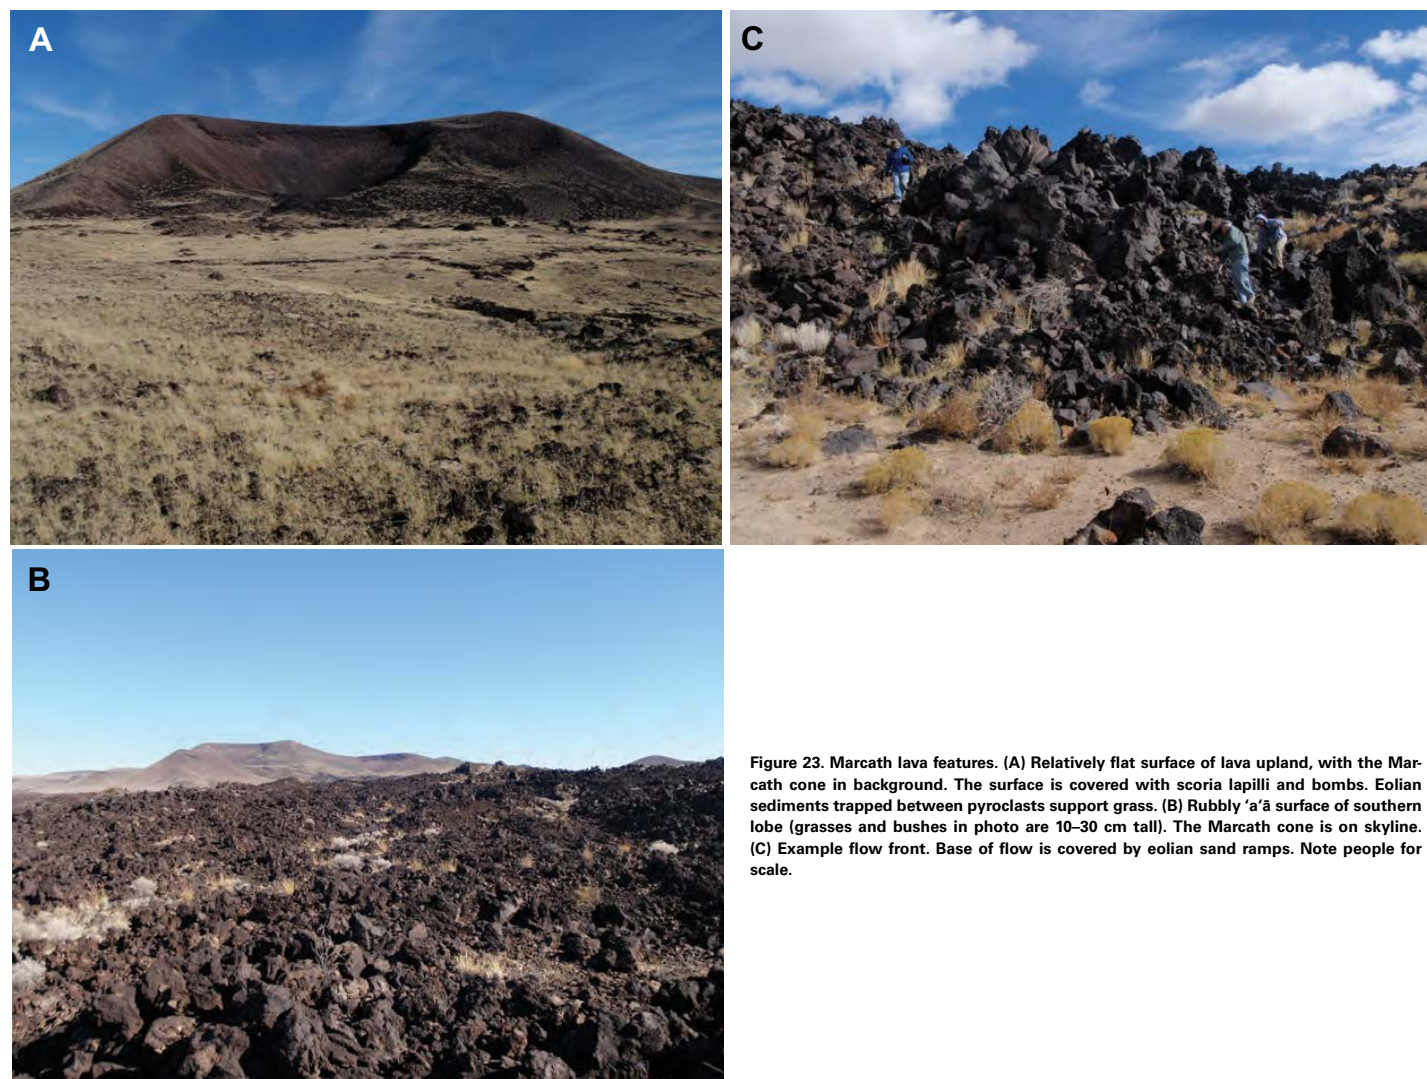 A
C
B
Figure 23. Marcath lava features. (A) Relatively flat surface of lava upland, with the Mar-
cath cone in background. The surface is covered with scoria lapilli and bombs. Eolian
sediments trapped between pyroclasts support grass. (B) Rubbly ʻaʻā surface of southern
lobe (grasses and bushes in photo are 10–30 cm tall). The Marcath cone is on skyline.
(C) Example flow front. Base of flow is covered by eolian sand ramps. Note people for
scale.